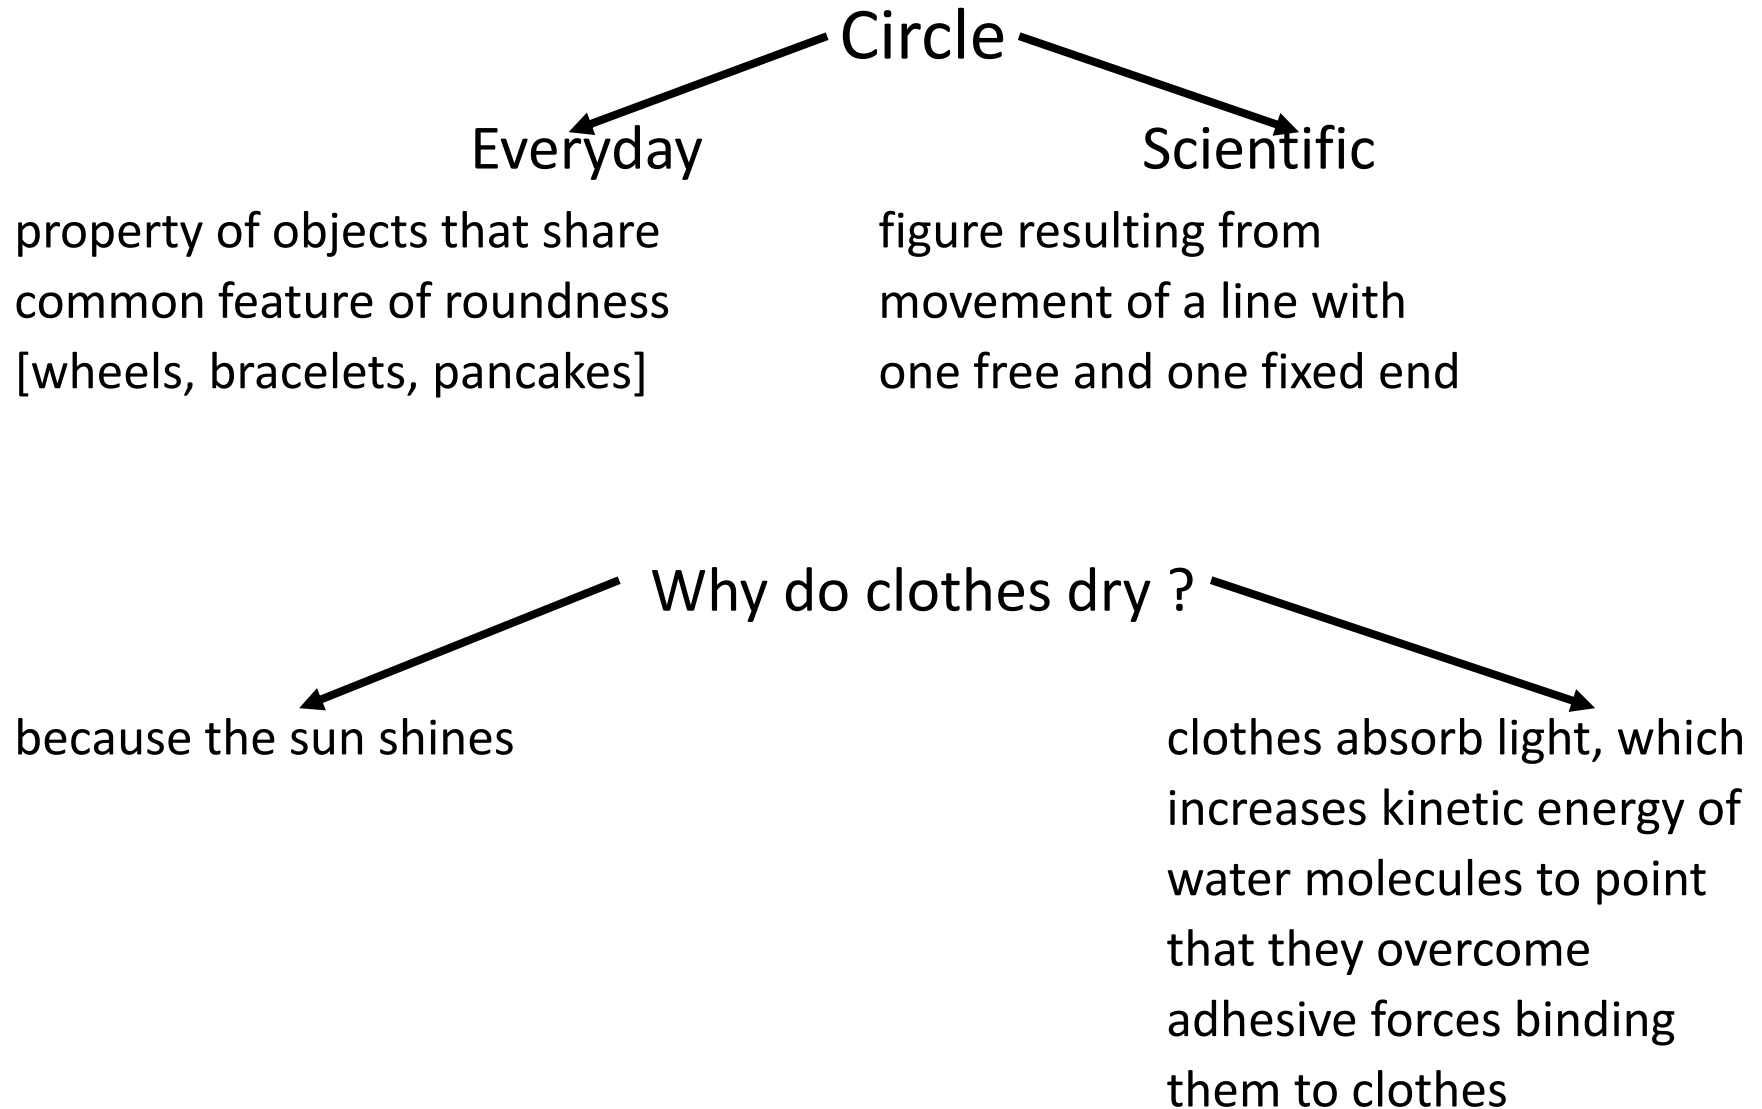 Circle
Everyday
Scientific
property of objects that share
common feature of roundness
[wheels, bracelets, pancakes]
figure resulting from
movement of a line with
one free and one fixed end
Why do clothes dry ?
because the sun shines
clothes absorb light, which
increases kinetic energy of
water molecules to point
that they overcome
adhesive forces binding
them to clothes